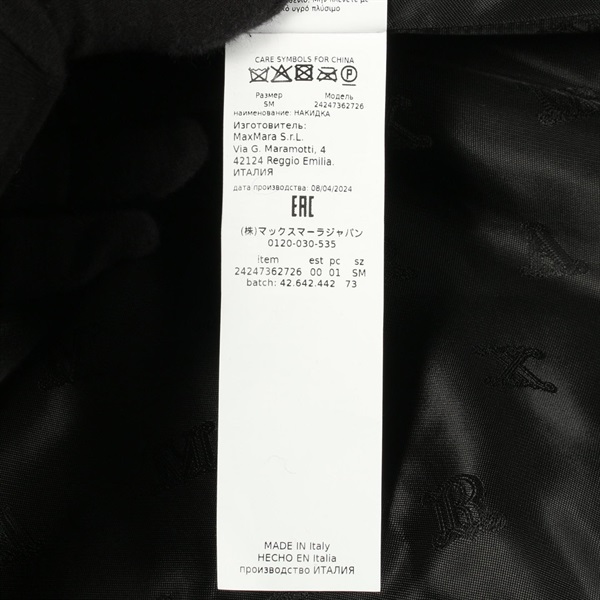 υγρό πλύσιμο
CARE SYMBOLS FOR CHINA
P
Размер Модель
SM 24247362726
наименование: НАКИДКА
Изготовитель:
MaxMara S.r.L.
Via G. Maramotti, 4
42124 Reggio Emilia.
ИТАЛИЯ
дата производства: 08/04/2024
EAC
(株)マックスマーラジャパン
0120-030-535
item est pc sz
24247362726 00 01 SM
batch: 42.642.442 73
MADE IN Italy
HECHO EN Italia
производство ИТАЛИЯ